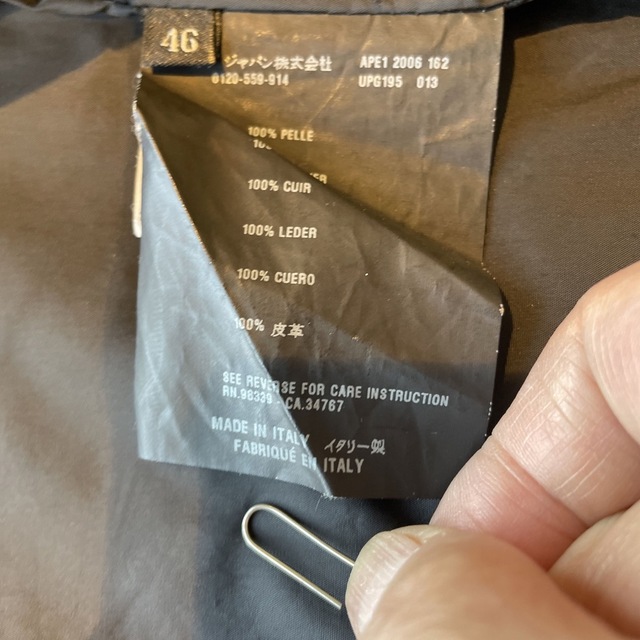 46
ジャパン株式会社 APE1 2006 162
0120-559-914 UPG195 013
100% PELLE
100% CUIR
100% LEDER
100% CUERO
100% 皮革
SEE REVERSE FOR CARE INSTRUCTION
RN.98339 - CA.34767
MADE IN ITALY イタリー製
FABRIQUÉ EN ITALY